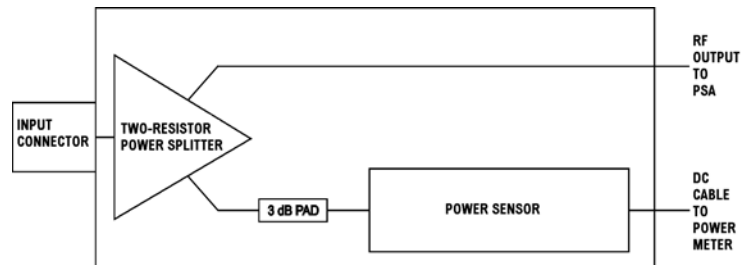 INPUT
CONNECTOR
TWO-RESISTOR
POWER SPLITTER
3 dB PAD
POWER SENSOR
RF
OUTPUT
TO
PSA
DC
CABLE
TO
POWER
METER